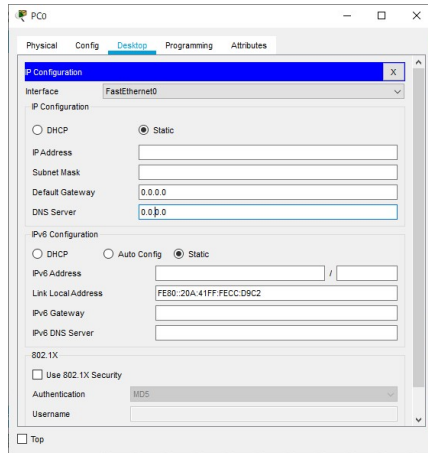 PC0
Physical Config Desktop Programming Attributes
IP Configuration X
Interface FastEthernet0
IP Configuration
DHCP Static
IP Address
Subnet Mask
Default Gateway 0.0.0.0
DNS Server 0.0.0.0
IPv6 Configuration
DHCP Auto Config Static
IPv6 Address /
Link Local Address FE80::20A:41FF:FECC:D9C2
IPv6 Gateway
IPv6 DNS Server
802.1X
Use 802.1X Security
Authentication MD5
Username
Top